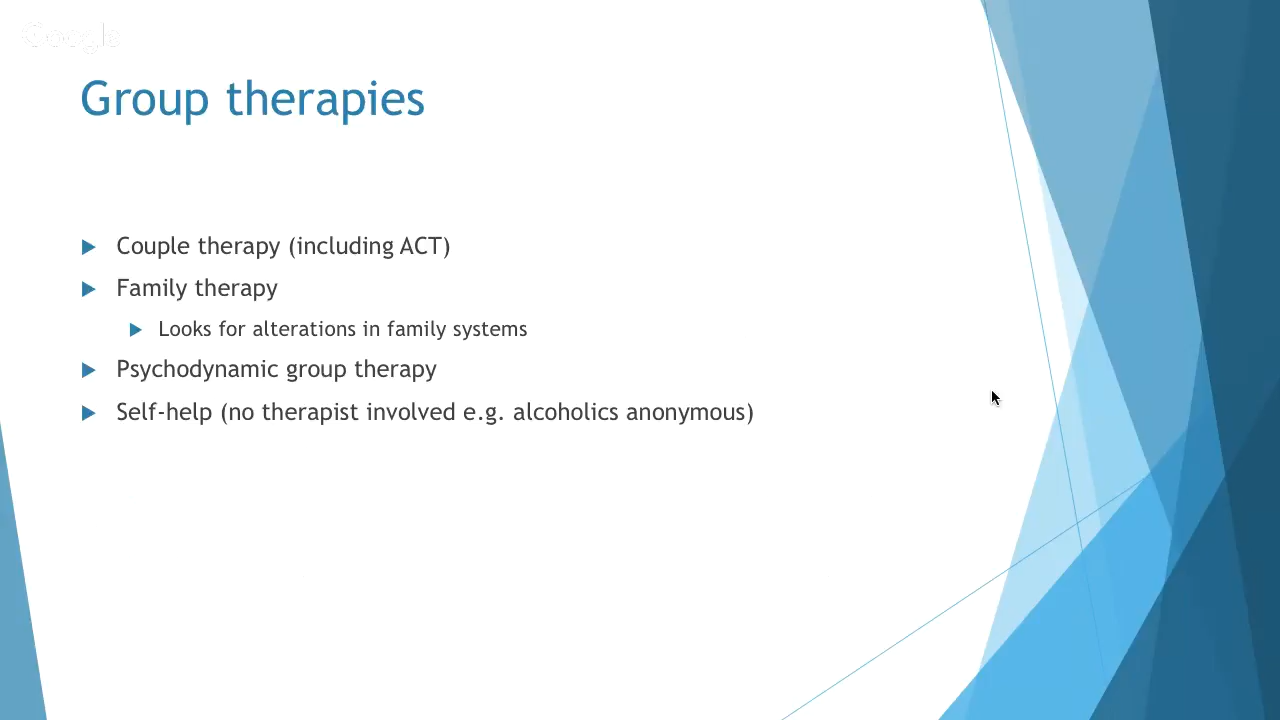 Google
Group therapies
Couple therapy (including ACT)
Family therapy
Looks for alterations in family systems
Psychodynamic group therapy
Self-help (no therapist involved e.g. alcoholics anonymous)